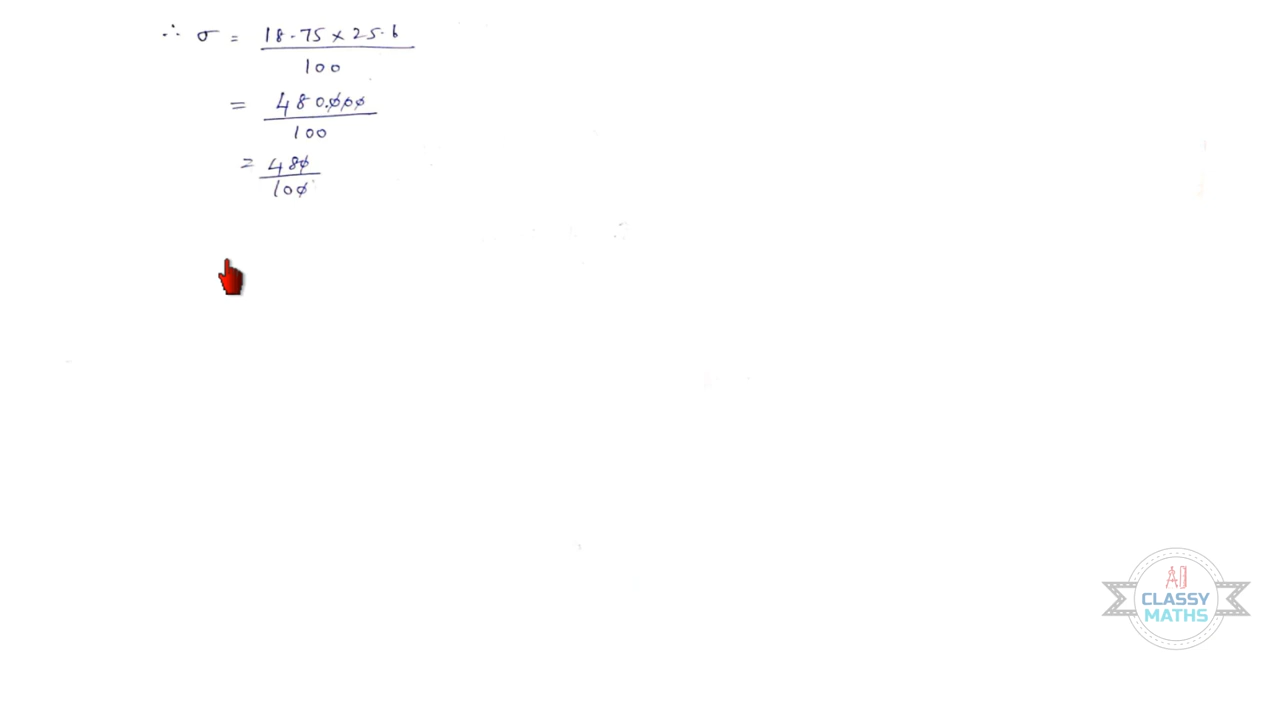 ∴ σ = 18.75 × 25.6
100
= 480.000
100
= 480
100
CLASSY
MATHS